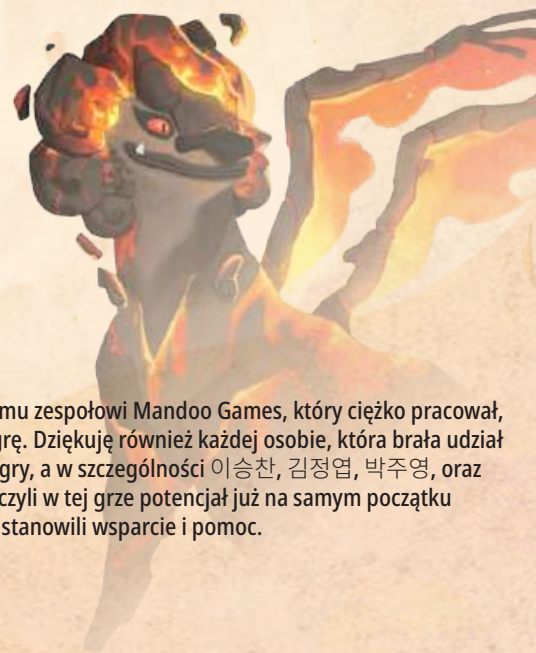 mu zespołowi Mandoo Games, który ciężko pracował,
grę. Dziękuję również każdej osobie, która brała udział
gry, a w szczególności 이승찬, 김정엽, 박주영, oraz
czyli w tej grze potencjał już na samym początku
stanowili wsparcie i pomoc.